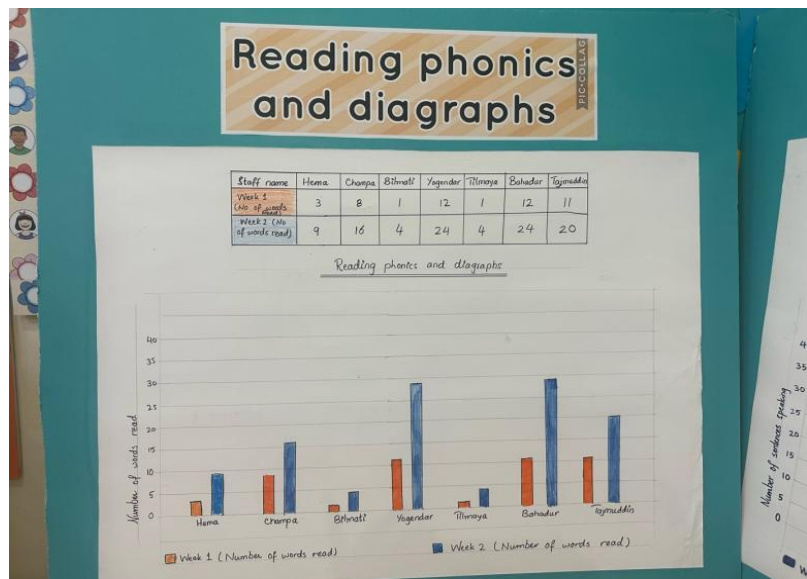 Reading phonics
and diagraphs
PIC•COLLAG
Staff name Hema Champa Bilmati Yogendar Tilmaya Bahadur Tajmuddin
Week 1
(No of words
read) 3 8 1 12 1 12 11
Week 2 (No
of words read) 9 16 4 24 4 24 20
Reading phonics and diagraphs
Number of words read
40
35
30
25
20
15
10
5
0
Hema Champa Bilmati Yogendar Tilmaya Bahadur Tajmuddin
Week 1 (Number of words read)
Week 2 (Number of words read)
Number of sentences speaking
4
35
30
25
20
15
10
5
0
W